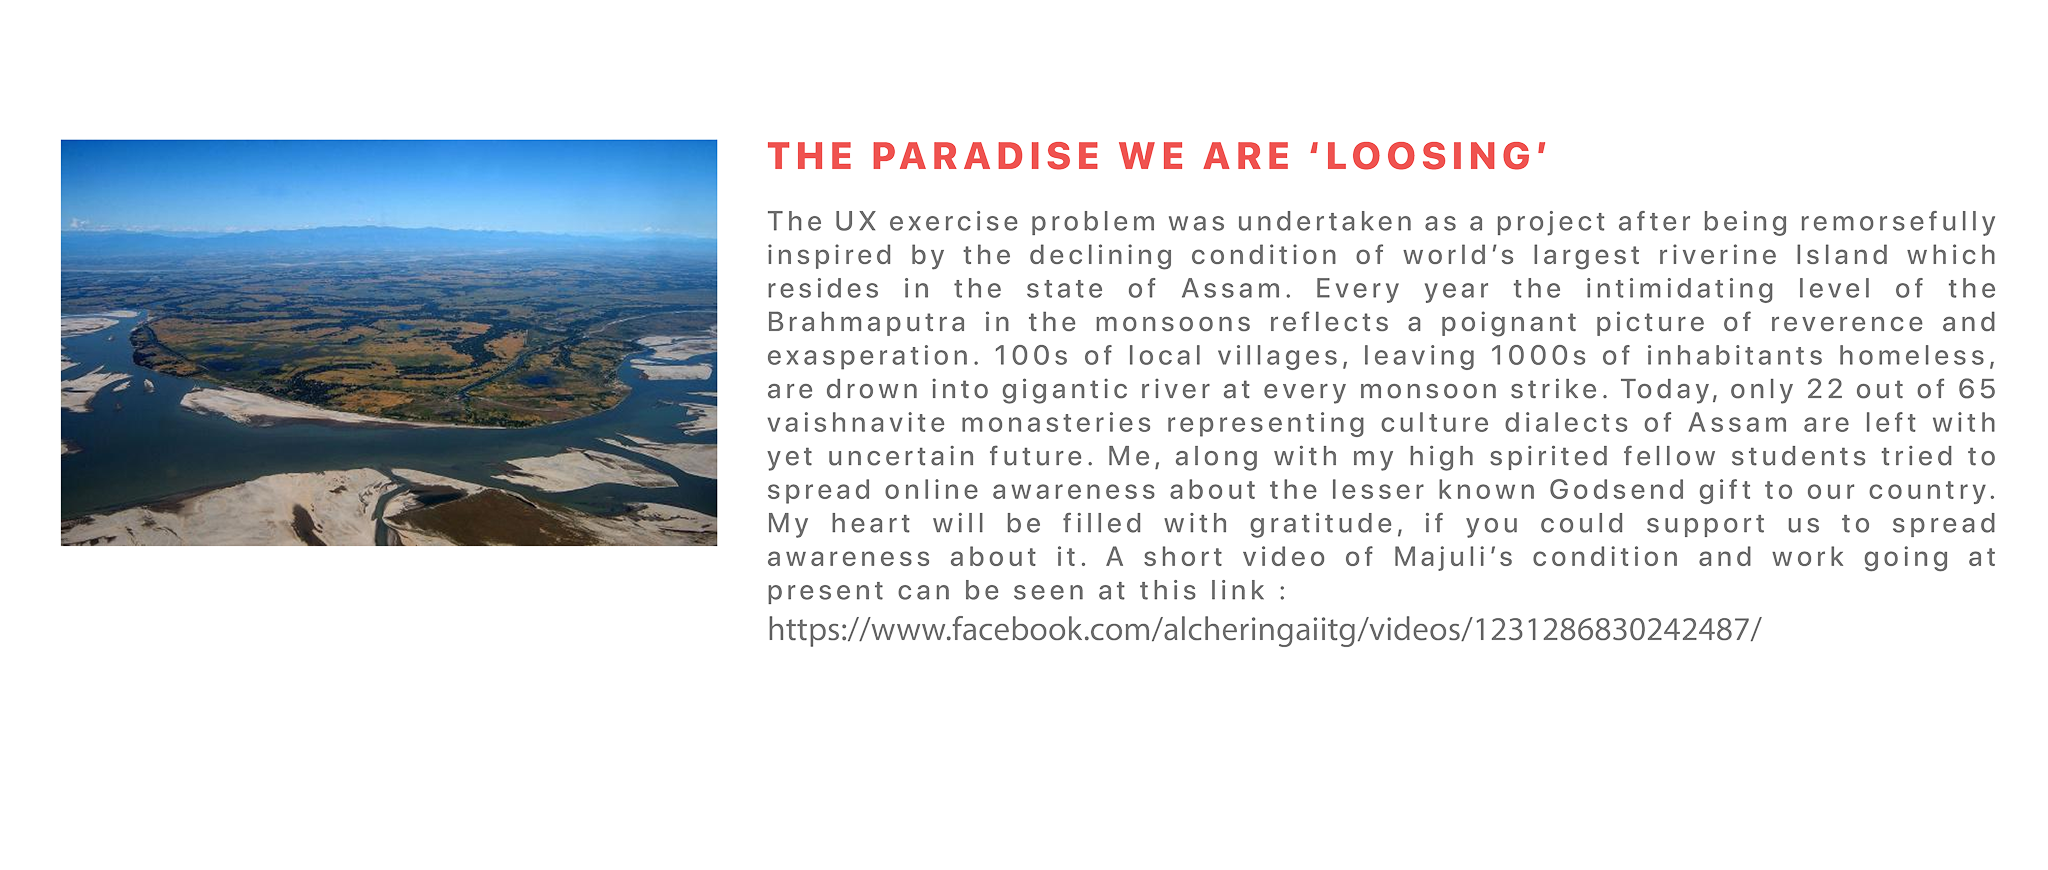 THE PARADISE WE ARE ‘LOOSING’
The UX exercise problem was undertaken as a project after being remorsefully
inspired by the declining condition of world’s largest riverine Island which
resides in the state of Assam. Every year the intimidating level of the
Brahmaputra in the monsoons reflects a poignant picture of reverence and
exasperation. 100s of local villages, leaving 1000s of inhabitants homeless,
are drown into gigantic river at every monsoon strike. Today, only 22 out of 65
vaishnavite monasteries representing culture dialects of Assam are left with
yet uncertain future. Me, along with my high spirited fellow students tried to
spread online awareness about the lesser known Godsend gift to our country.
My heart will be filled with gratitude, if you could support us to spread
awareness about it. A short video of Majuli’s condition and work going at
present can be seen at this link :
https://www.facebook.com/alcheringaiitg/videos/1231286830242487/